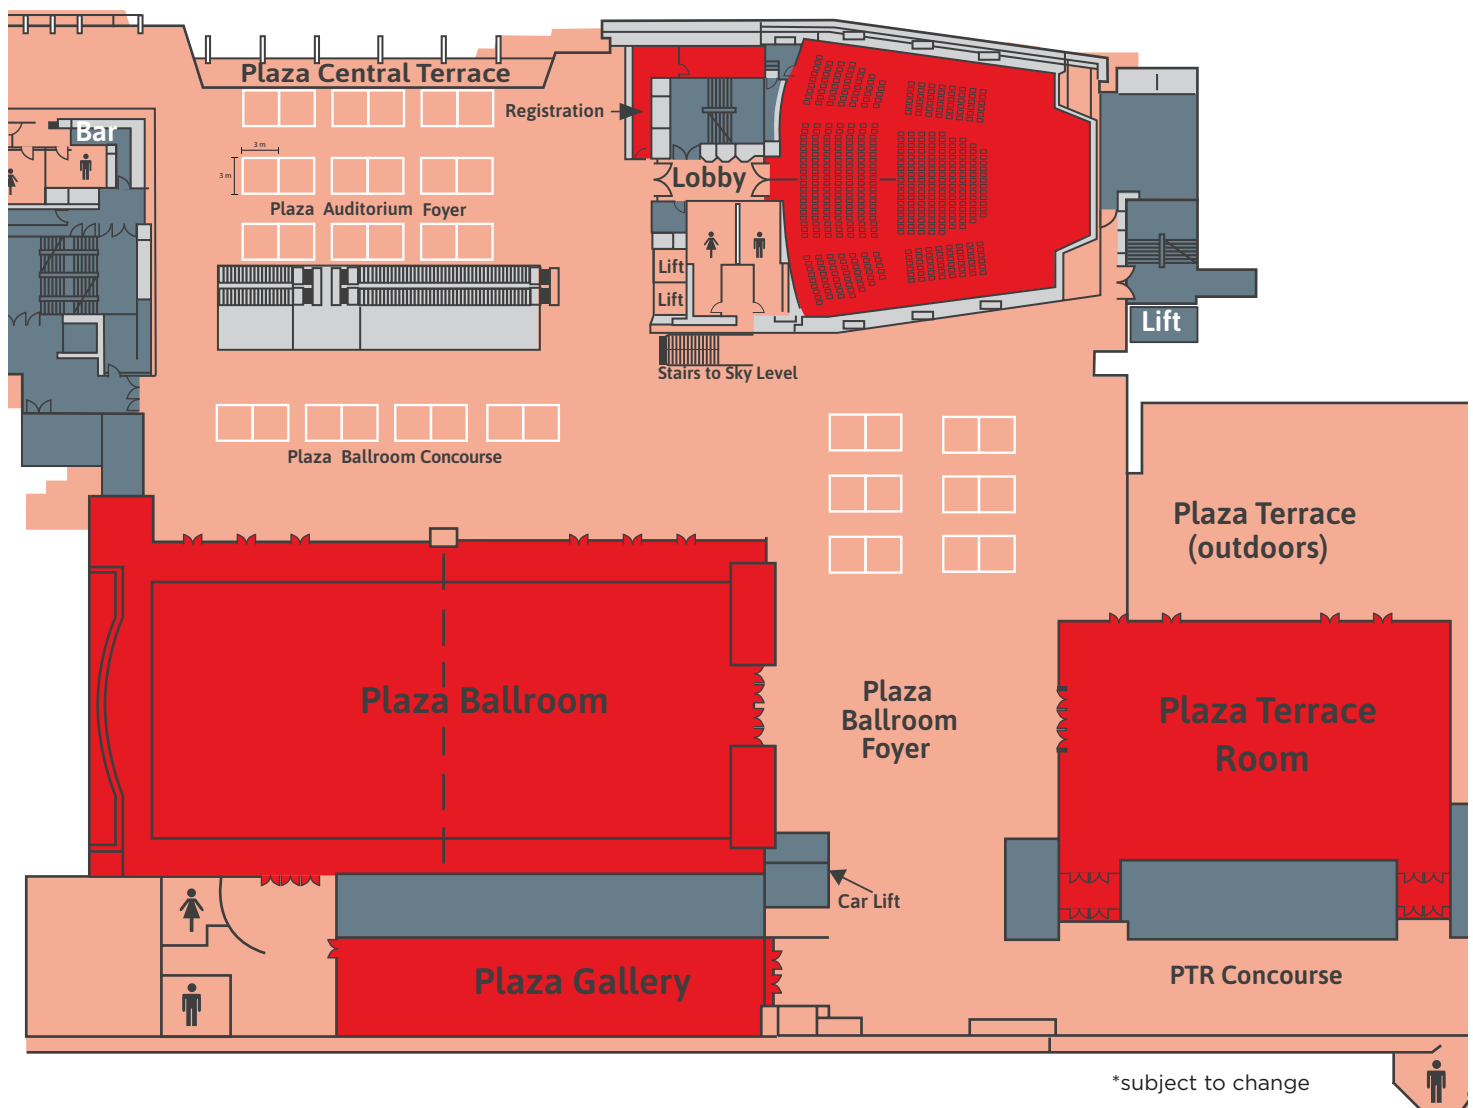 Plaza Central Terrace
Registration
Bar
3 m
3 m
Lobby
Plaza Auditorium Foyer
Lift
Lift
Lift
Stairs to Sky Level
Plaza Ballroom Concourse
Plaza Terrace
(outdoors)
Plaza Ballroom
Plaza
Ballroom
Foyer
Plaza Terrace
Room
Car Lift
Plaza Gallery
PTR Concourse
*subject to change